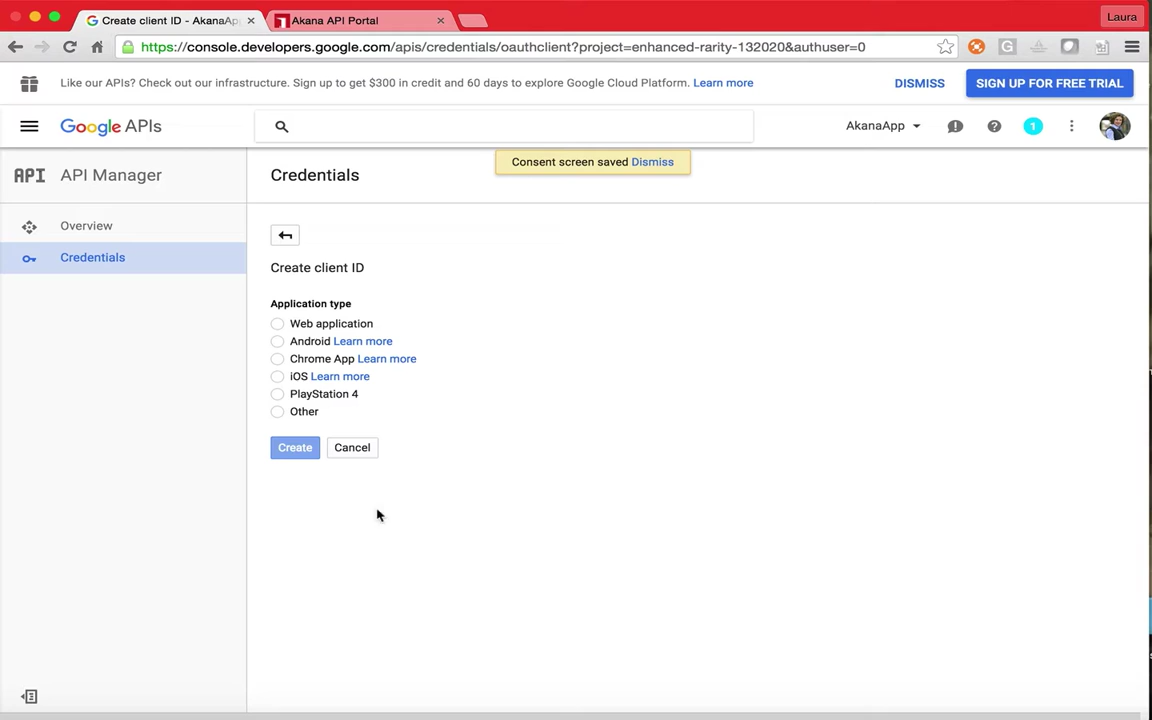 Create client ID - AkanaAp
Akana API Portal
Laura
https://console.developers.google.com/apis/credentials/oauthclient?project=enhanced-rarity-132020&authuser=0
Like our APIs? Check out our infrastructure. Sign up to get $300 in credit and 60 days to explore Google Cloud Platform. Learn more
DISMISS
SIGN UP FOR FREE TRIAL
Google APIs
AkanaApp
1
Consent screen saved Dismiss
API API Manager
Credentials
Overview
Credentials
Create client ID
Application type
Web application
Android Learn more
Chrome App Learn more
iOS Learn more
PlayStation 4
Other
Create
Cancel